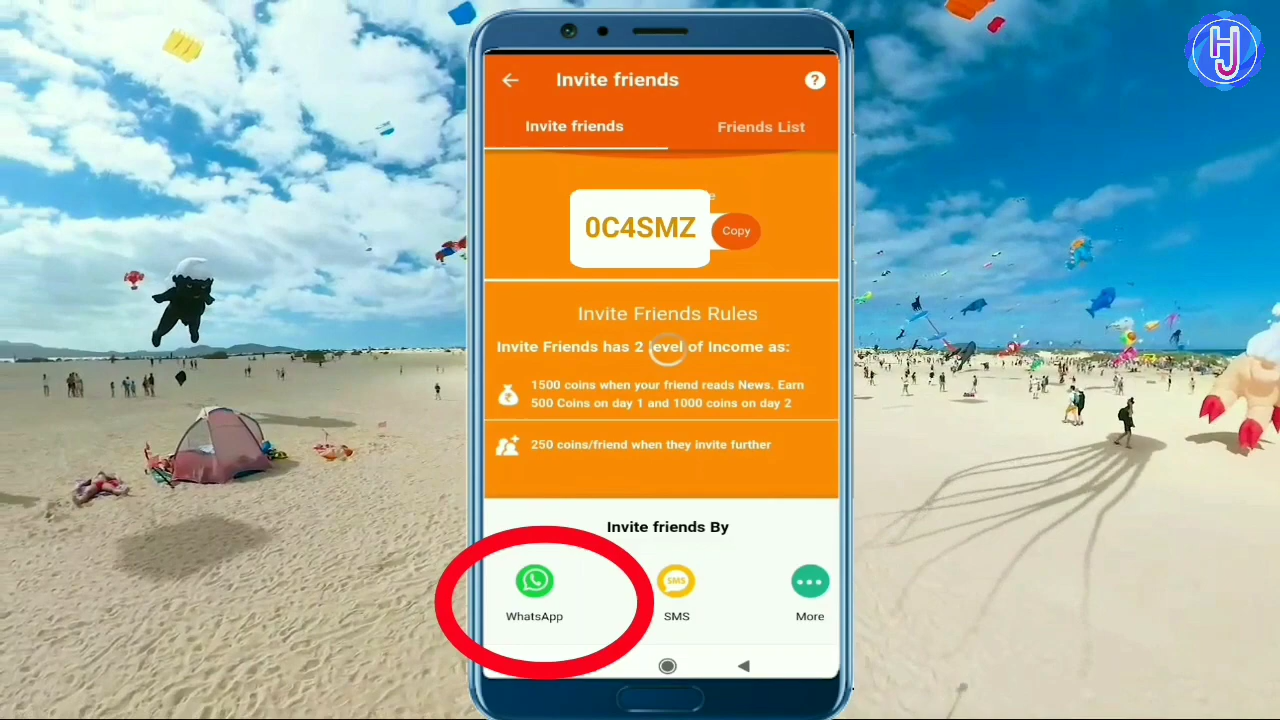 HJ
Invite friends
?
Invite friends
Friends List
0C4SMZ
Copy
Invite Friends Rules
Invite Friends has 2 level of Income as:
1500 coins when your friend reads News. Earn
500 Coins on day 1 and 1000 coins on day 2
250 coins/friend when they invite further
Invite friends By
SMS
WhatsApp
SMS
More